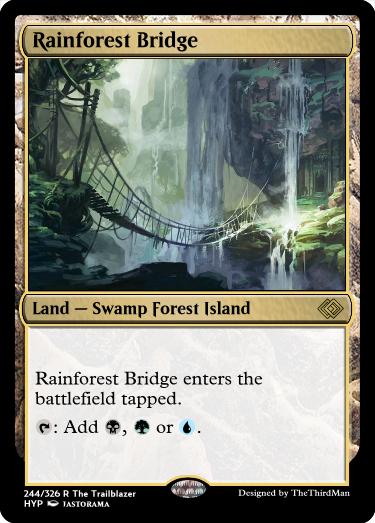 Rainforest Bridge
Land — Swamp Forest Island
Rainforest Bridge enters the
battlefield tapped.
: Add , or .
244/326 R The Trailblazer
Designed by TheThirdMan
HYP JASTORAMA